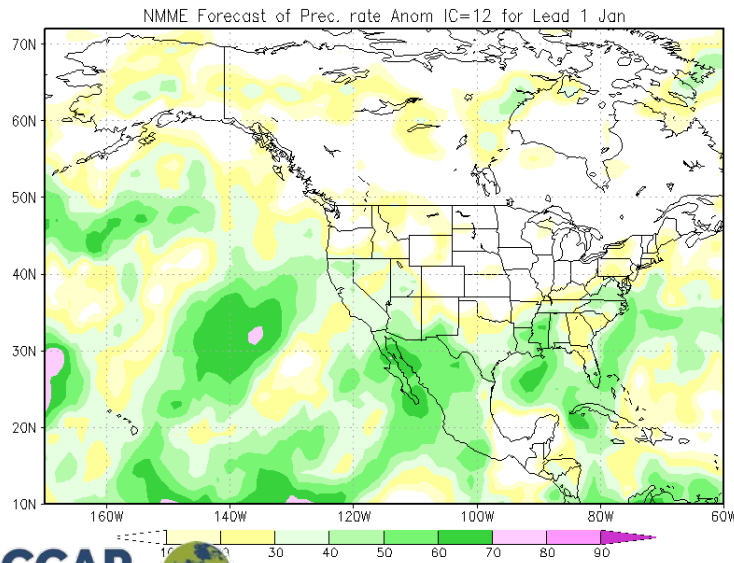 NMME Forecast of Prec. rate Anom IC=12 for Lead 1 Jan
70N
60N
50N
40N
30N
20N
10N
160W 140W 120W 100W 80W 60W
30 40 50 60 70 80 90